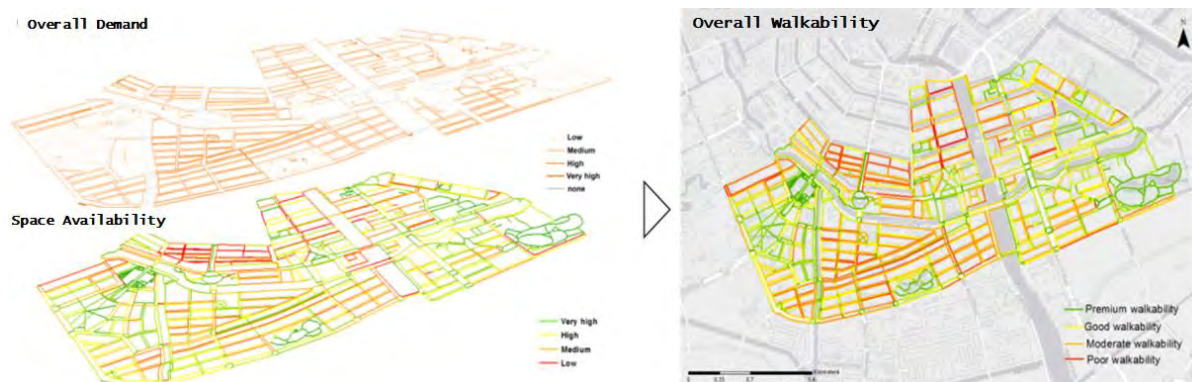 Overall Demand
Low
Medium
High
Very high
none
Space Availability
Very high
High
Medium
Low
Overall Walkability
N
Premium walkability
Good walkability
Moderate walkability
Poor walkability
0